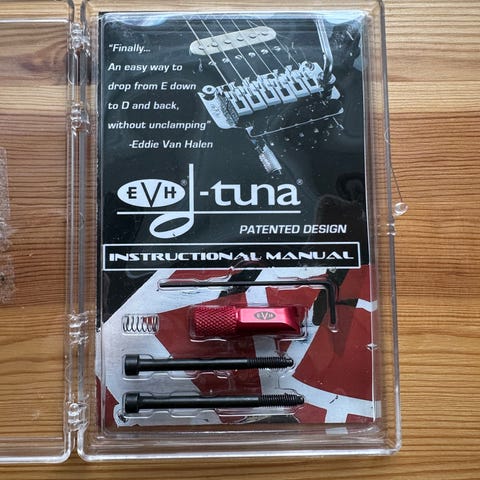 "Finally...
An easy way to
drop from E down
to D and back,
without unclamping"
-Eddie Van Halen
EVH® -tuna®
PATENTED DESIGN
INSTRUCTIONAL MANUAL
EVH